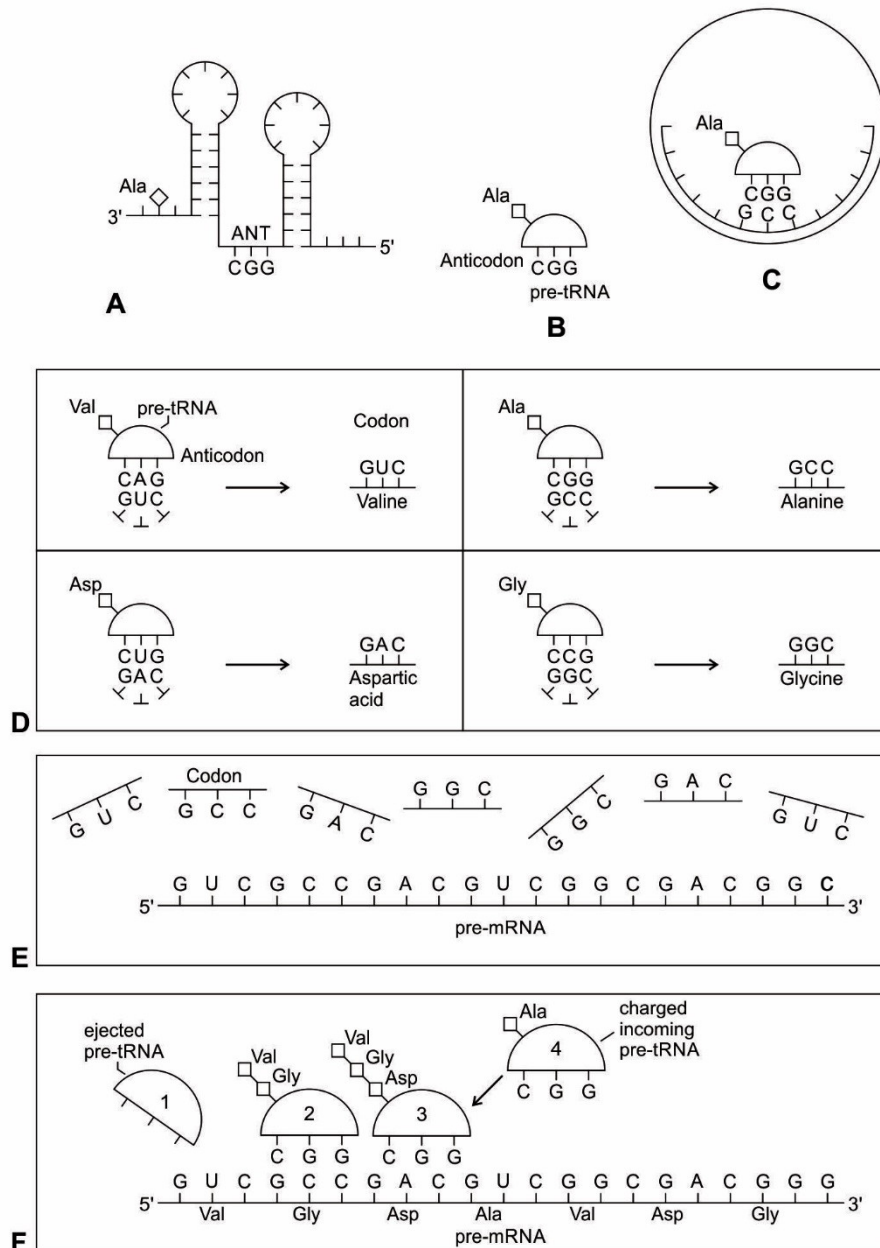 Ala
3'
ANT
CGG
5'
A
Ala
Anticodon
CGG
pre-tRNA
B
Ala
CGG
GCC
C
Val
pre-tRNA
Anticodon
CAG
GUC
Codon
GUC
Valine
Ala
CGG
GCC
GCC
Alanine
Asp
CUG
GAC
GAC
Aspartic
acid
Gly
CCG
GGC
GGC
Glycine
D
G U C
Codon
G C C
G A C
G G C
G G C
G A C
G U C
G U C G C C G A C G U C G G C G A C G G C
5' 3'
pre-mRNA
E
ejected
pre-tRNA
1
Val
Gly
2
C G G
Val
Gly
Asp
3
C G G
Ala
4
C G G
charged
incoming
pre-tRNA
G U C G C C G A C G U C G G C G A C G G G
5' 3'
Val Gly Asp Ala Val Asp Gly
pre-mRNA
F